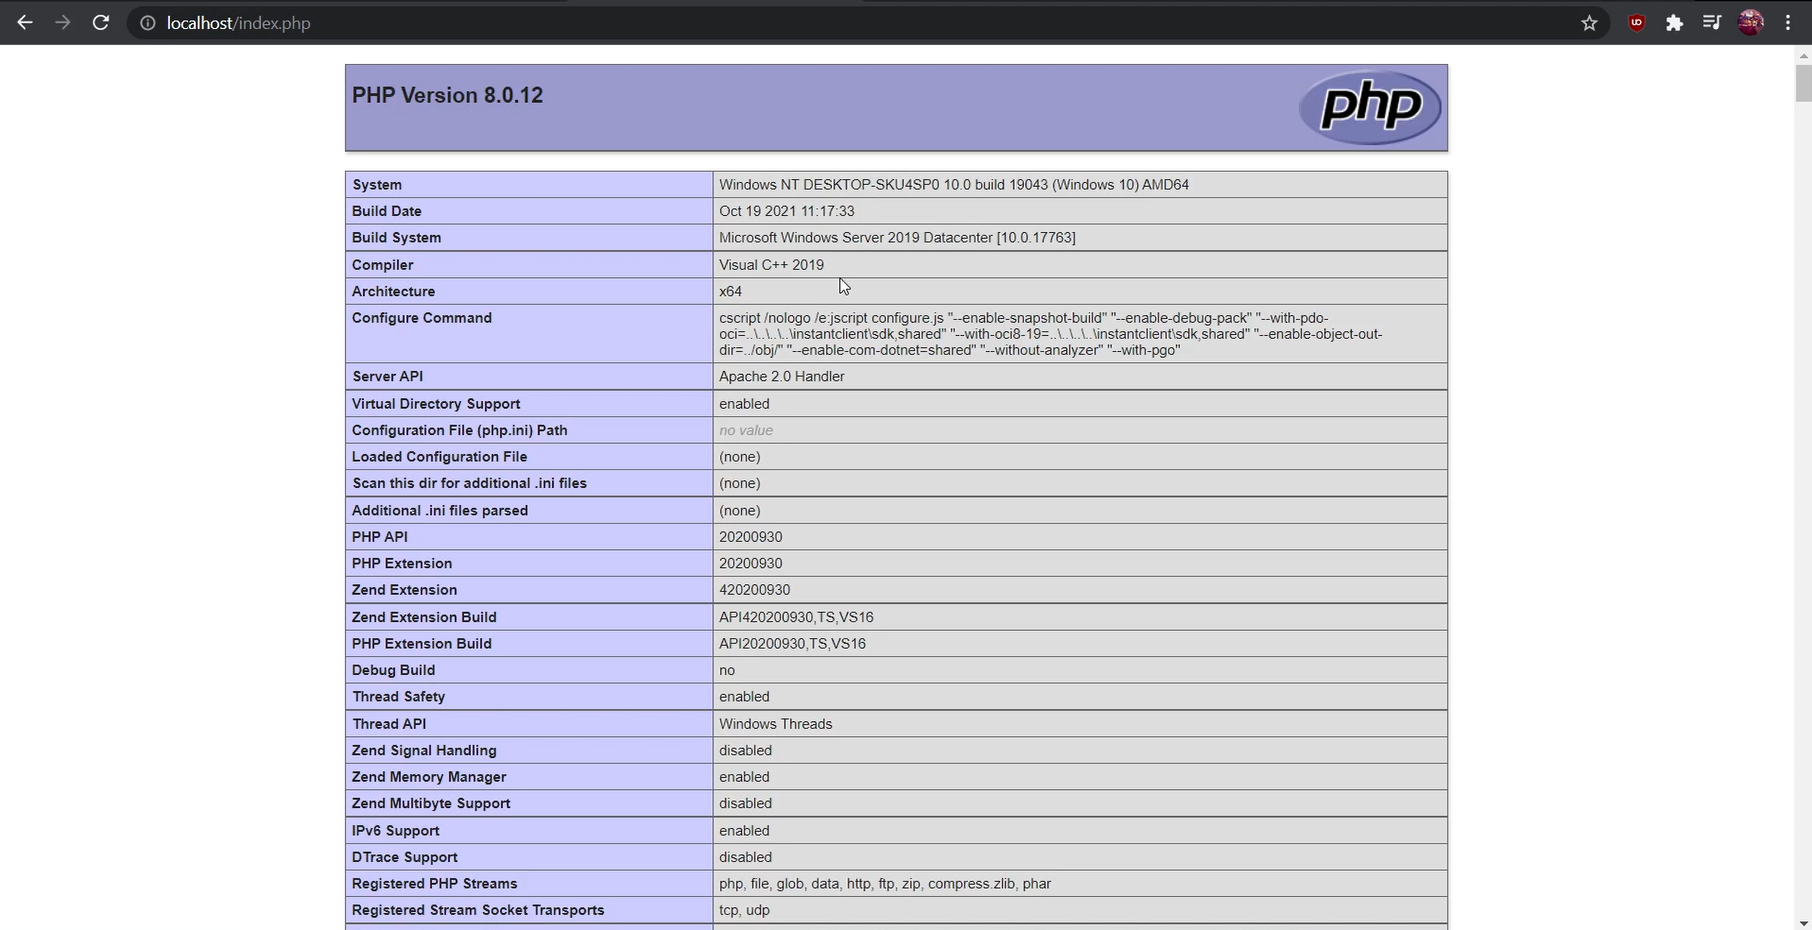 localhost/index.php
PHP Version 8.0.12
php
System Windows NT DESKTOP-SKU4SP0 10.0 build 19043 (Windows 10) AMD64
Build Date Oct 19 2021 11:17:33
Build System Microsoft Windows Server 2019 Datacenter [10.0.17763]
Compiler Visual C++ 2019
Architecture x64
Configure Command cscript /nologo /e:jscript configure.js "--enable-snapshot-build" "--enable-debug-pack" "--with-pdo-
oci=..\..\..\..\instantclient\sdk,shared" "--with-oci8-19=..\..\..\..\instantclient\sdk,shared" "--enable-object-out-
dir=../obj/" "--enable-com-dotnet=shared" "--without-analyzer" "--with-pgo"
Server API Apache 2.0 Handler
Virtual Directory Support enabled
Configuration File (php.ini) Path no value
Loaded Configuration File (none)
Scan this dir for additional .ini files (none)
Additional .ini files parsed (none)
PHP API 20200930
PHP Extension 20200930
Zend Extension 420200930
Zend Extension Build API420200930,TS,VS16
PHP Extension Build API20200930,TS,VS16
Debug Build no
Thread Safety enabled
Thread API Windows Threads
Zend Signal Handling disabled
Zend Memory Manager enabled
Zend Multibyte Support disabled
IPv6 Support enabled
DTrace Support disabled
Registered PHP Streams php, file, glob, data, http, ftp, zip, compress.zlib, phar
Registered Stream Socket Transports tcp, udp